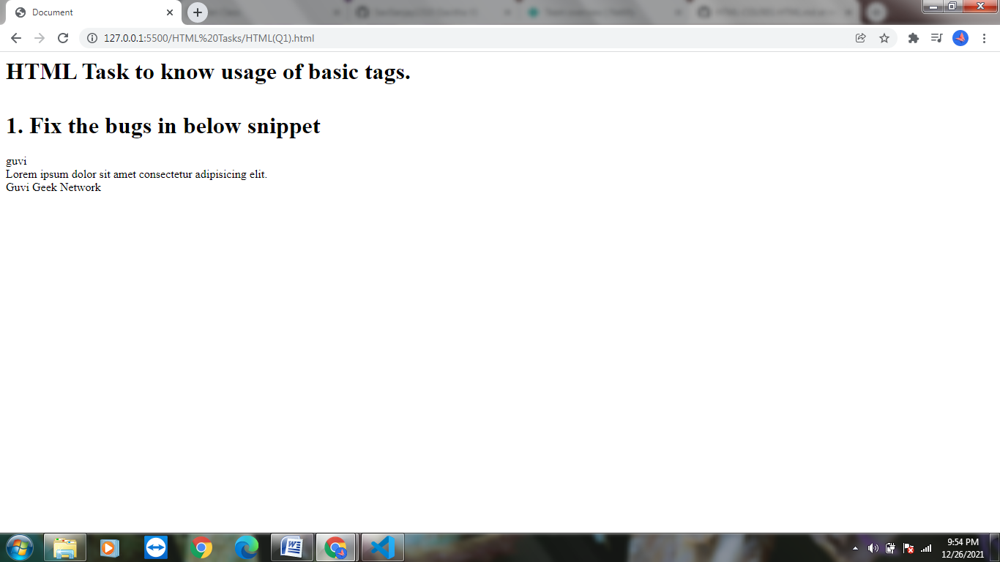 Document
127.0.0.1:5500/HTML%20Tasks/HTML(Q1).html
HTML Task to know usage of basic tags.
1. Fix the bugs in below snippet
guvi
Lorem ipsum dolor sit amet consectetur adipisicing elit.
Guvi Geek Network
9:54 PM
12/26/2021